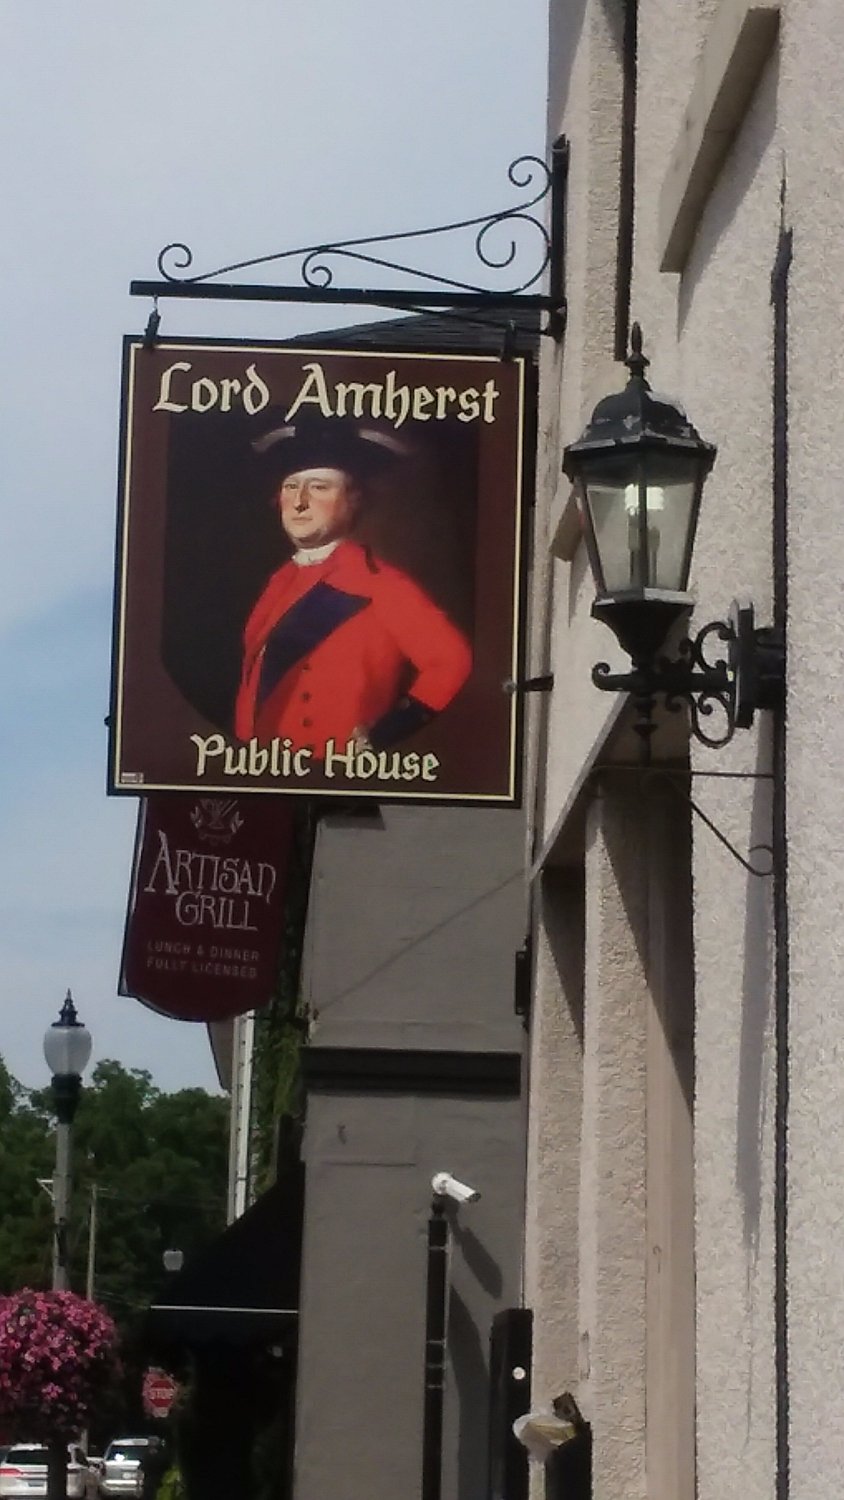 Lord Amherst
Public House
ARTISAN
GRILL
LUNCH & DINNER
FULLY LICENSED
STOP